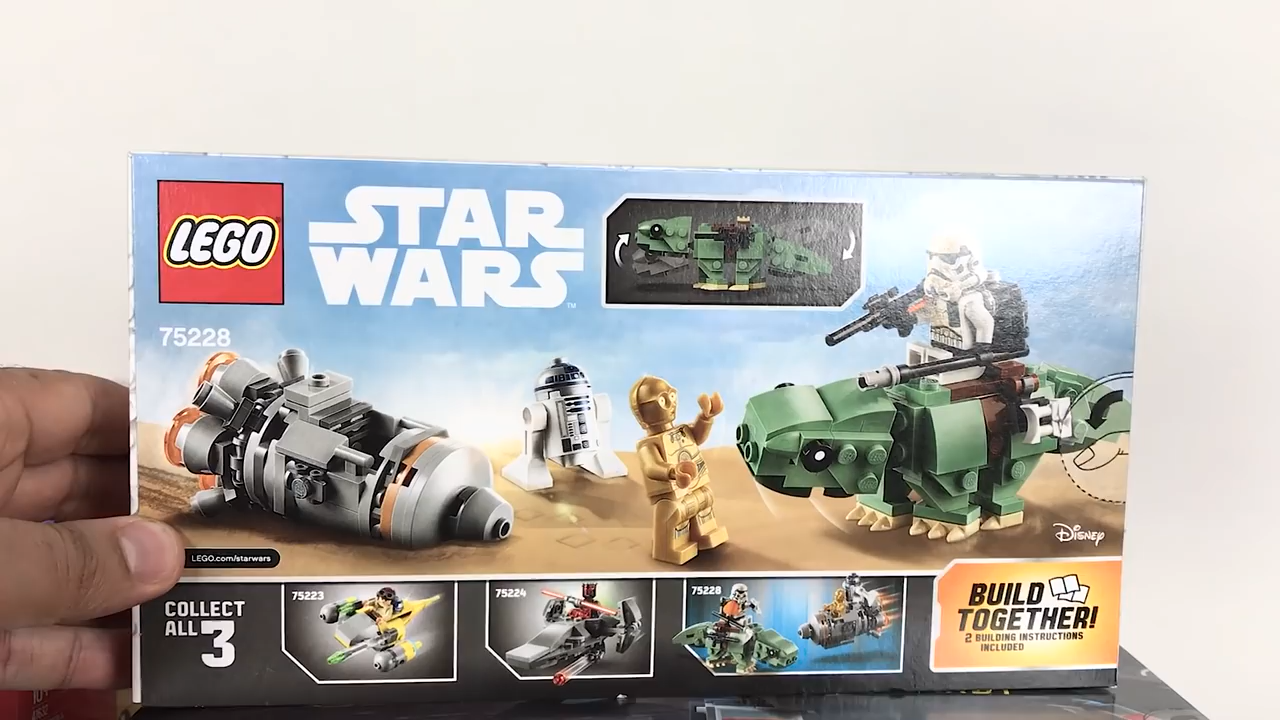 LEGO
STAR
WARS
™
75228
LEGO.com/starwars
Disney
COLLECT
ALL 3
75223
75224
75228
BUILD
TOGETHER!
2 BUILDING INSTRUCTIONS
INCLUDED